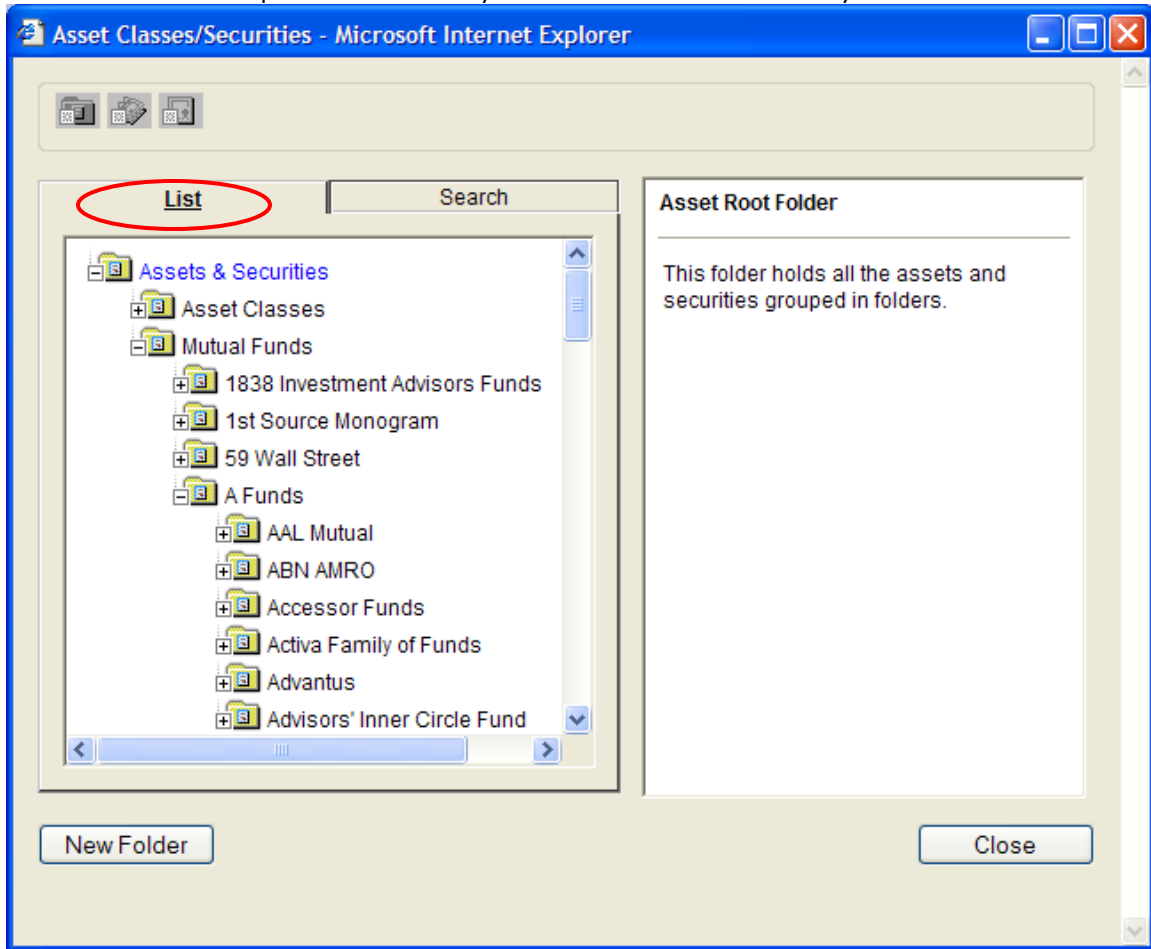 Asset Classes/Securities - Microsoft Internet Explorer
List
Search
Assets & Securities
Asset Classes
Mutual Funds
1838 Investment Advisors Funds
1st Source Monogram
59 Wall Street
A Funds
AAL Mutual
ABN AMRO
Accessor Funds
Activa Family of Funds
Advantus
Advisors' Inner Circle Fund
Asset Root Folder
This folder holds all the assets and
securities grouped in folders.
New Folder
Close